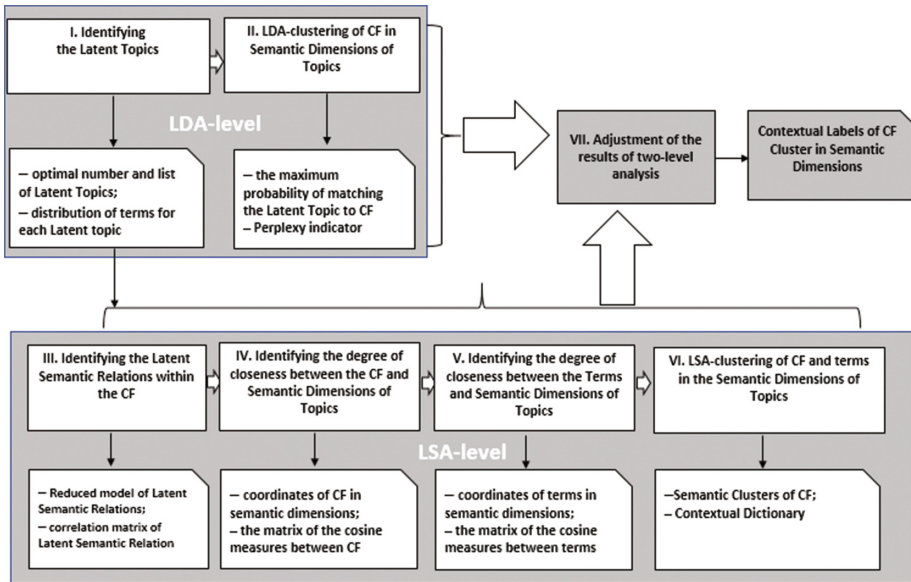 I. Identifying
the Latent Topics
II. LDA-clustering of CF in
Semantic Dimensions of
Topics
LDA-level
– optimal number and list
of Latent Topics;
– distribution of terms for
each Latent topic
– the maximum
probability of matching
the Latent Topic to CF
– Perplexy indicator
VII. Adjustment of the
results of two-level
analysis
Contextual Labels of CF
Cluster in Semantic
Dimensions
III. Identifying the Latent
Semantic Relations within
the CF
IV. Identifying the degree of
closeness between the CF and
Semantic Dimensions of
Topics
V. Identifying the degree of
closeness between the Terms
and Semantic Dimensions of
Topics
VI. LSA-clustering of CF and terms
in the Semantic Dimensions of
Topics
LSA-level
– Reduced model of Latent
Semantic Relations;
– correlation matrix of
Latent Semantic Relation
– coordinates of CF in
semantic dimensions;
– the matrix of the cosine
measures between CF
– coordinates of terms in
semantic dimensions;
– the matrix of the cosine
measures between terms
–Semantic Clusters of CF;
– Contextual Dictionary